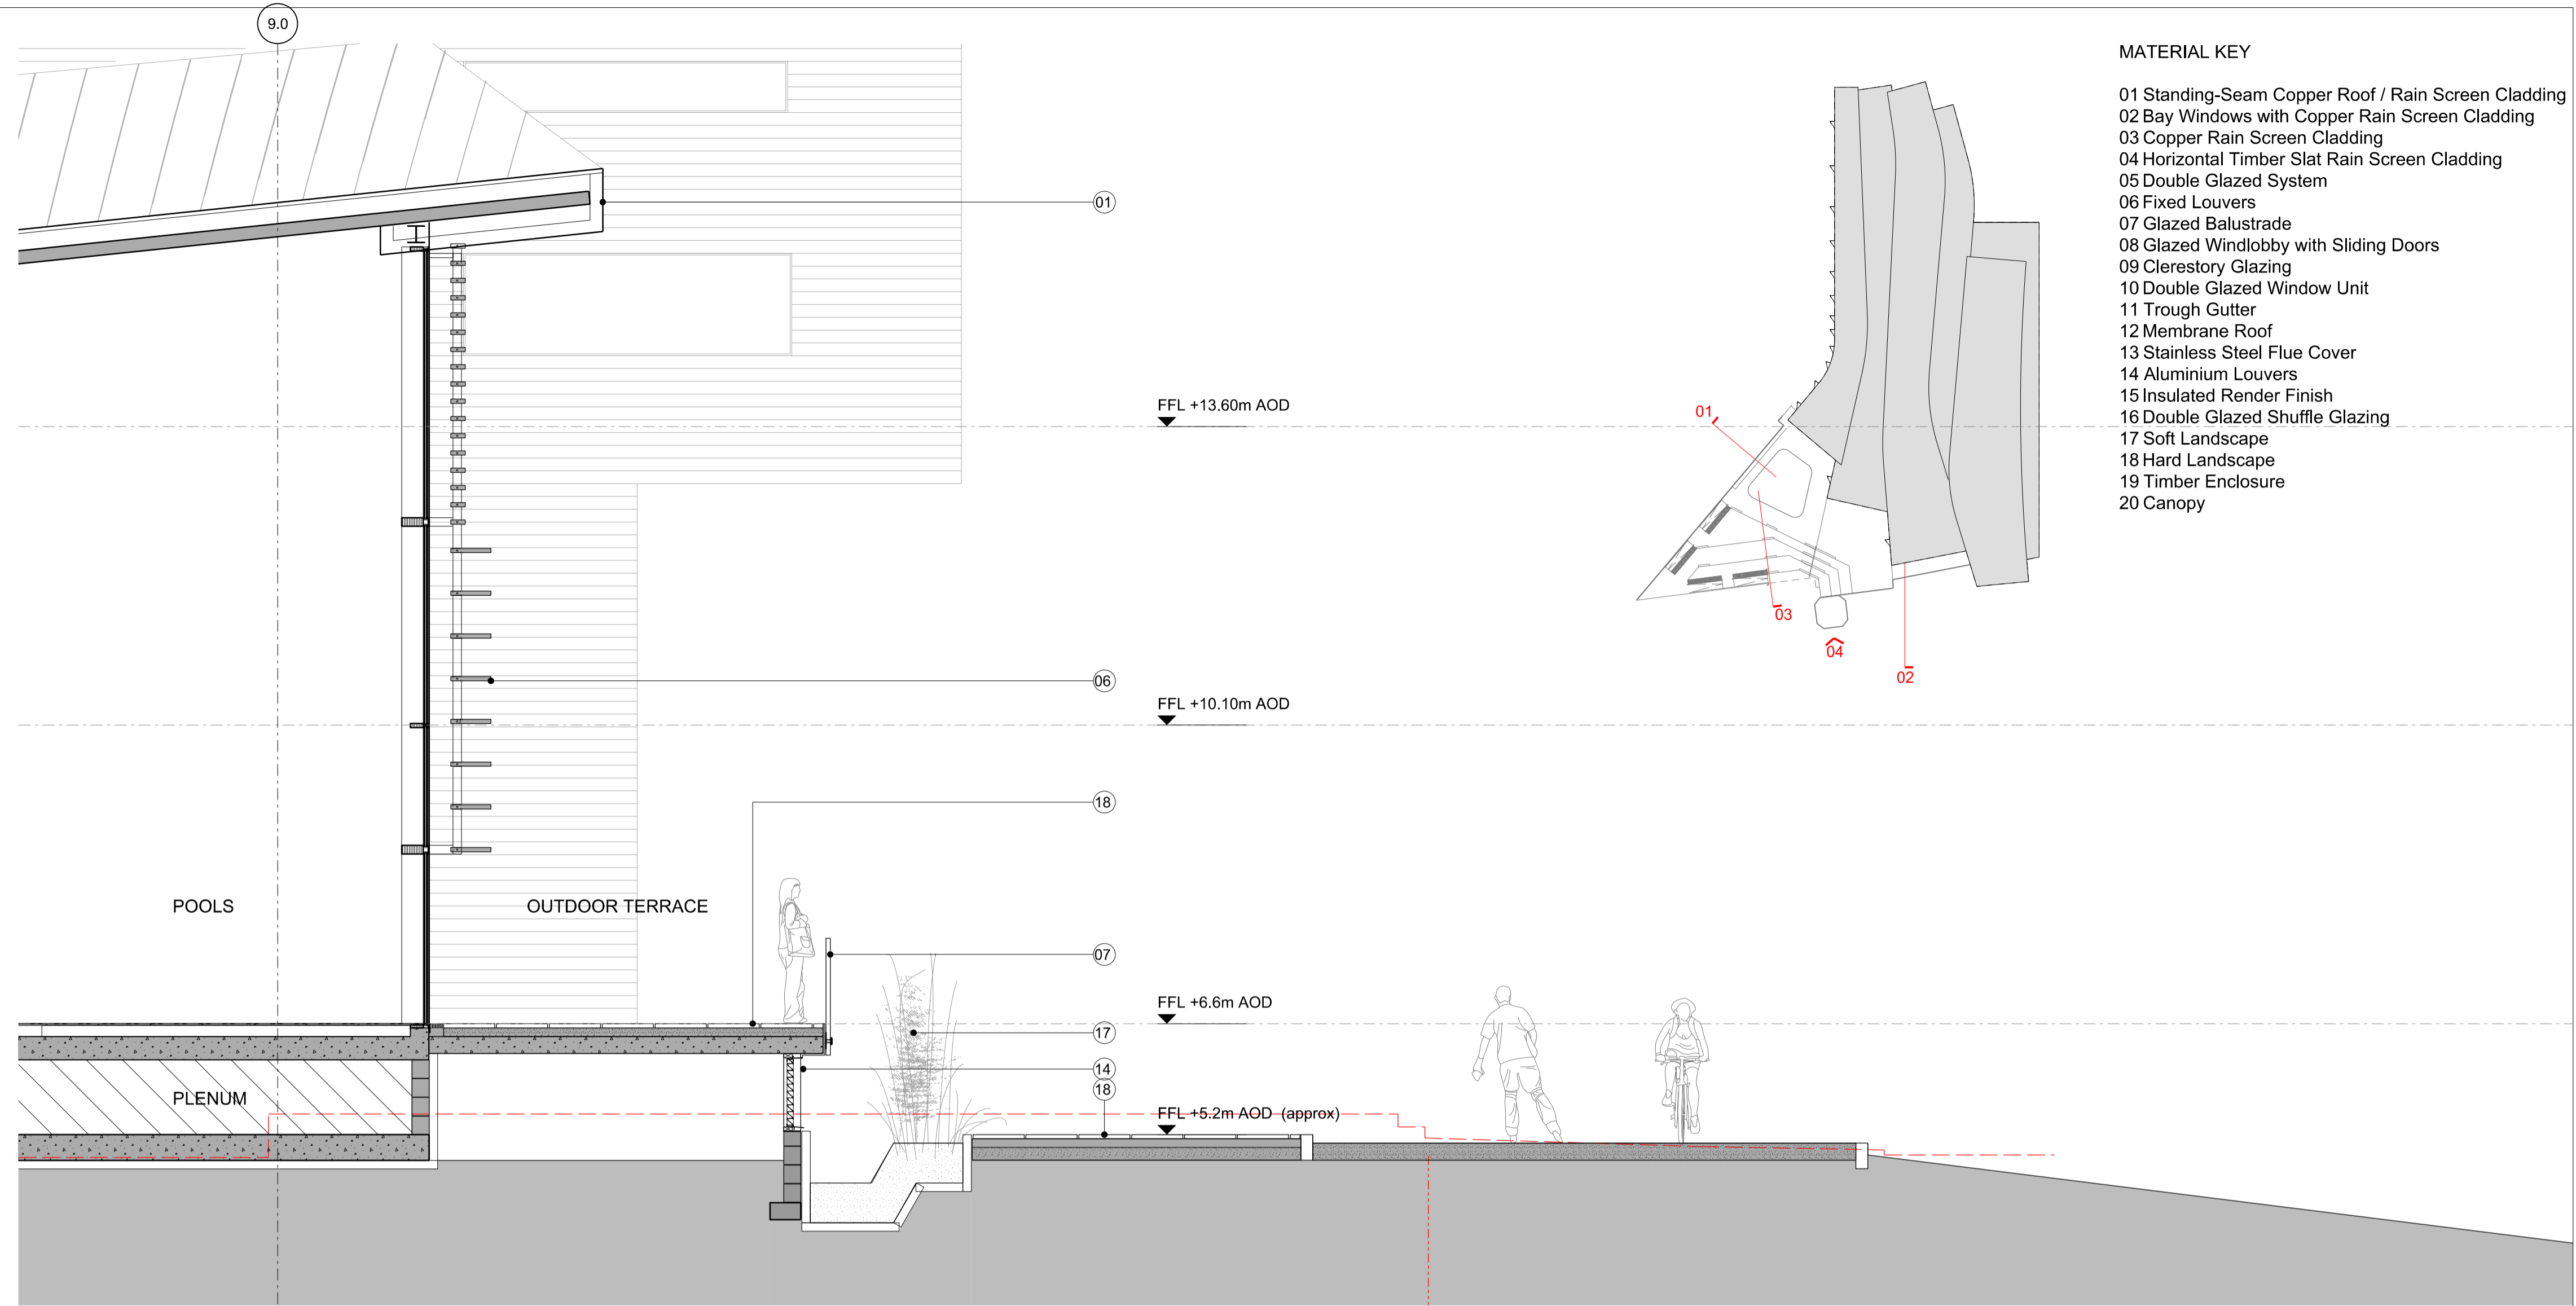 9.0
MATERIAL KEY
01 Standing-Seam Copper Roof / Rain Screen Cladding
02 Bay Windows with Copper Rain Screen Cladding
03 Copper Rain Screen Cladding
04 Horizontal Timber Slat Rain Screen Cladding
05 Double Glazed System
06 Fixed Louvers
07 Glazed Balustrade
08 Glazed Windlobby with Sliding Doors
09 Clerestory Glazing
10 Double Glazed Window Unit
11 Trough Gutter
12 Membrane Roof
13 Stainless Steel Flue Cover
14 Aluminium Louvers
15 Insulated Render Finish
16 Double Glazed Shuffle Glazing
17 Soft Landscape
18 Hard Landscape
19 Timber Enclosure
20 Canopy
01
FFL +13.60m AOD
01
03
04
02
06
FFL +10.10m AOD
18
POOLS
OUTDOOR TERRACE
07
FFL +6.6m AOD
17
14
18
PLENUM
FFL +5.2m AOD (approx)